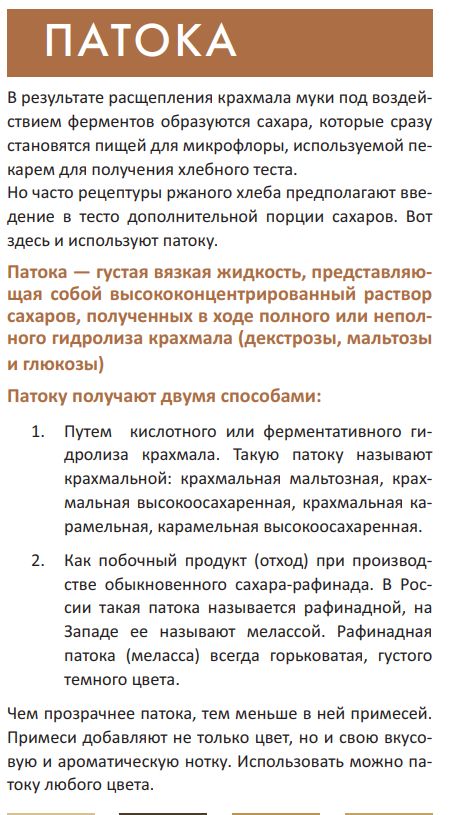 ПАТОКА
В результате расщепления крахмала муки под воздей-
ствием ферментов образуются сахара, которые сразу
становятся пищей для микрофлоры, используемой пе-
карем для получения хлебного теста.
Но часто рецептуры ржаного хлеба предполагают вве-
дение в тесто дополнительной порции сахаров. Вот
здесь и используют патоку.
Патока — густая вязкая жидкость, представляю-
щая собой высококонцентрированный раствор
сахаров, полученных в ходе полного или непол-
ного гидролиза крахмала (декстрозы, мальтозы
и глюкозы)
Патоку получают двумя способами:
1. Путем кислотного или ферментативного ги-
дролиза крахмала. Такую патоку называют
крахмальной: крахмальная мальтозная, крах-
мальная высокоосахаренная, крахмальная ка-
рамельная, карамельная высокоосахаренная.
2. Как побочный продукт (отход) при производ-
стве обыкновенного сахара-рафинада. В Рос-
сии такая патока называется рафинадной, на
Западе ее называют мелассой. Рафинадная
патока (меласса) всегда горьковатая, густого
темного цвета.
Чем прозрачнее патока, тем меньше в ней примесей.
Примеси добавляют не только цвет, но и свою вкусо-
вую и ароматическую нотку. Использовать можно па-
току любого цвета.